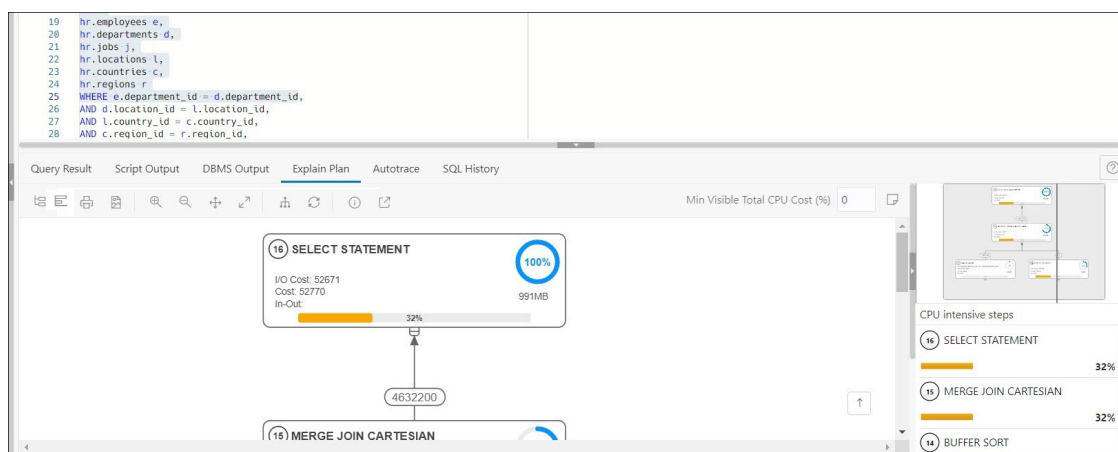 19 hr.employees e,
20 hr.departments d,
21 hr.jobs j,
22 hr.locations l,
23 hr.countries c,
24 hr.regions r
25 WHERE e.department_id = d.department_id,
26 AND d.location_id = l.location_id,
27 AND l.country_id = c.country_id,
28 AND c.region_id = r.region_id,
Query Result Script Output DBMS Output Explain Plan Autotrace SQL History
Min Visible Total CPU Cost (%) 0
16 SELECT STATEMENT
100%
I/O Cost: 52671
Cost: 52770
In-Out:
991MB
32%
4632200
15 MERGE JOIN CARTESIAN
CPU intensive steps
16 SELECT STATEMENT
32%
15 MERGE JOIN CARTESIAN
32%
14 BUFFER SORT